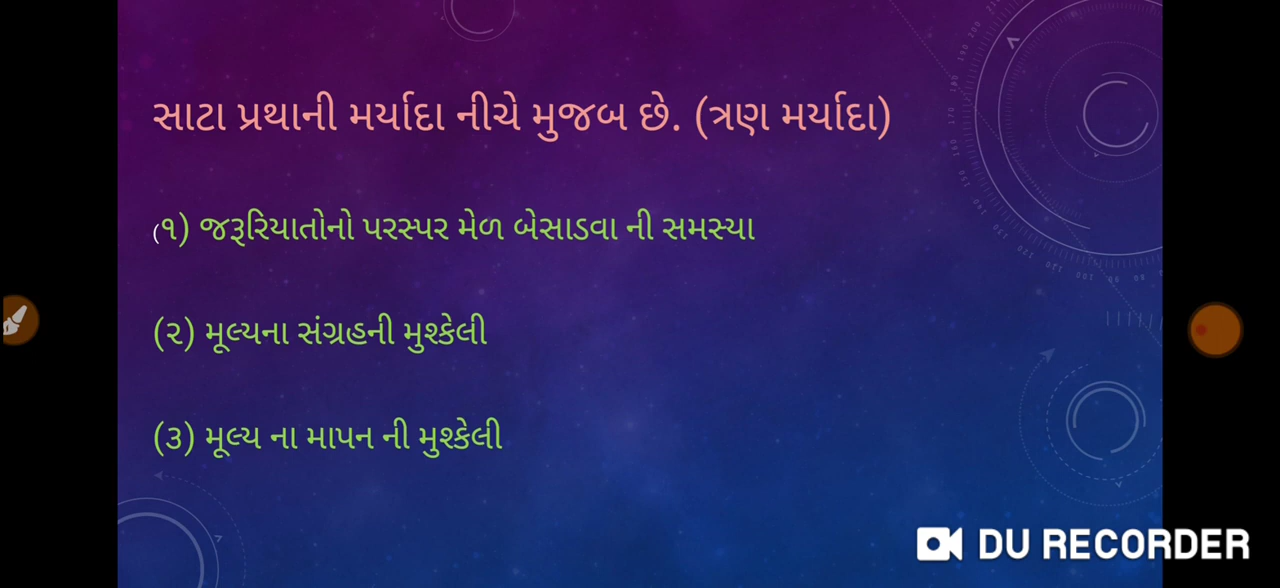 સાટા પ્રથાની મર્યાદા નીચે મુજબ છે. (ત્રણ મર્યાદા)
(૧) જરૂરિયાતોનો પરસ્પર મેળ બેસાડવા ની સમસ્યા
(૨) મૂલ્યના સંગ્રહની મુશ્કેલી
(૩) મૂલ્ય ના માપન ની મુશ્કેલી
DU RECORDER